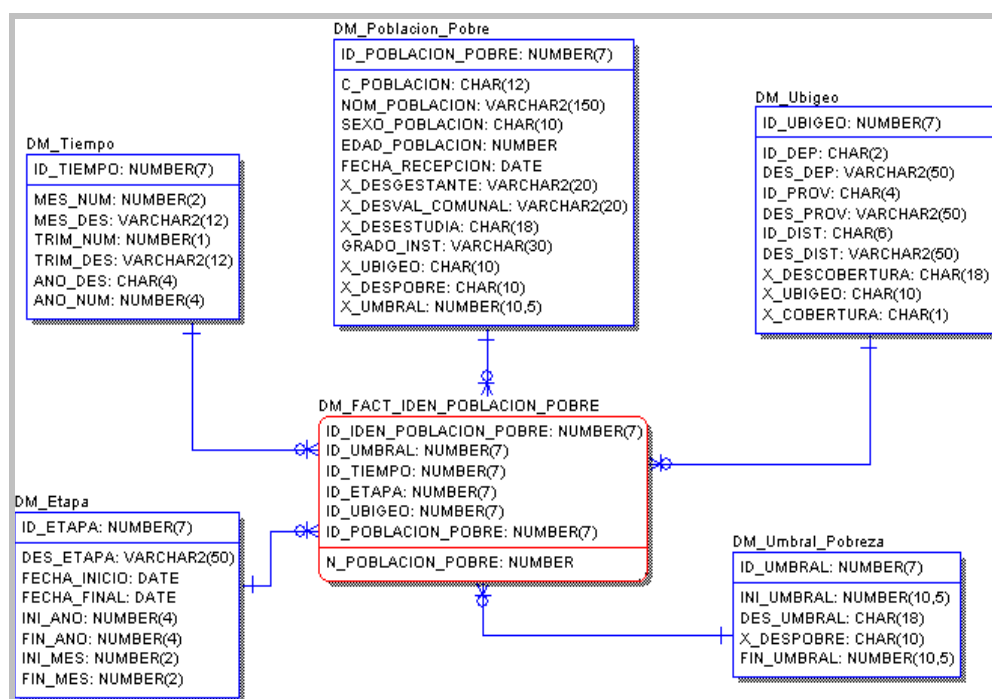 DM_Poblacion_Pobre
ID_POBLACION_POBRE: NUMBER(7)
C_POBLACION: CHAR(12)
NOM_POBLACION: VARCHAR2(150)
SEXO_POBLACION: CHAR(10)
EDAD_POBLACION: NUMBER
FECHA_RECEPCION: DATE
X_DESGESTANTE: VARCHAR2(20)
X_DESVAL_COMUNAL: VARCHAR2(20)
X_DESESTUDIA: CHAR(18)
GRADO_INST: VARCHAR(30)
X_UBIGEO: CHAR(10)
X_DESPOBRE: CHAR(10)
X_UMBRAL: NUMBER(10,5)
DM_Ubigeo
ID_UBIGEO: NUMBER(7)
ID_DEP: CHAR(2)
DES_DEP: VARCHAR2(50)
ID_PROV: CHAR(4)
DES_PROV: VARCHAR2(50)
ID_DIST: CHAR(6)
DES_DIST: VARCHAR2(50)
X_DESCOBERTURA: CHAR(18)
X_UBIGEO: CHAR(10)
X_COBERTURA: CHAR(1)
DM_Tiempo
ID_TIEMPO: NUMBER(7)
MES_NUM: NUMBER(2)
MES_DES: VARCHAR2(12)
TRIM_NUM: NUMBER(1)
TRIM_DES: VARCHAR2(12)
ANO_DES: CHAR(4)
ANO_NUM: NUMBER(4)
DM_FACT_IDEN_POBLACION_POBRE
ID_IDEN_POBLACION_POBRE: NUMBER(7)
ID_UMBRAL: NUMBER(7)
ID_TIEMPO: NUMBER(7)
ID_ETAPA: NUMBER(7)
ID_UBIGEO: NUMBER(7)
ID_POBLACION_POBRE: NUMBER(7)
N_POBLACION_POBRE: NUMBER
DM_Etapa
ID_ETAPA: NUMBER(7)
DES_ETAPA: VARCHAR2(50)
FECHA_INICIO: DATE
FECHA_FINAL: DATE
INI_ANO: NUMBER(4)
FIN_ANO: NUMBER(4)
INI_MES: NUMBER(2)
FIN_MES: NUMBER(2)
DM_Umbral_Pobreza
ID_UMBRAL: NUMBER(7)
INI_UMBRAL: NUMBER(10,5)
DES_UMBRAL: CHAR(18)
X_DESPOBRE: CHAR(10)
FIN_UMBRAL: NUMBER(10,5)